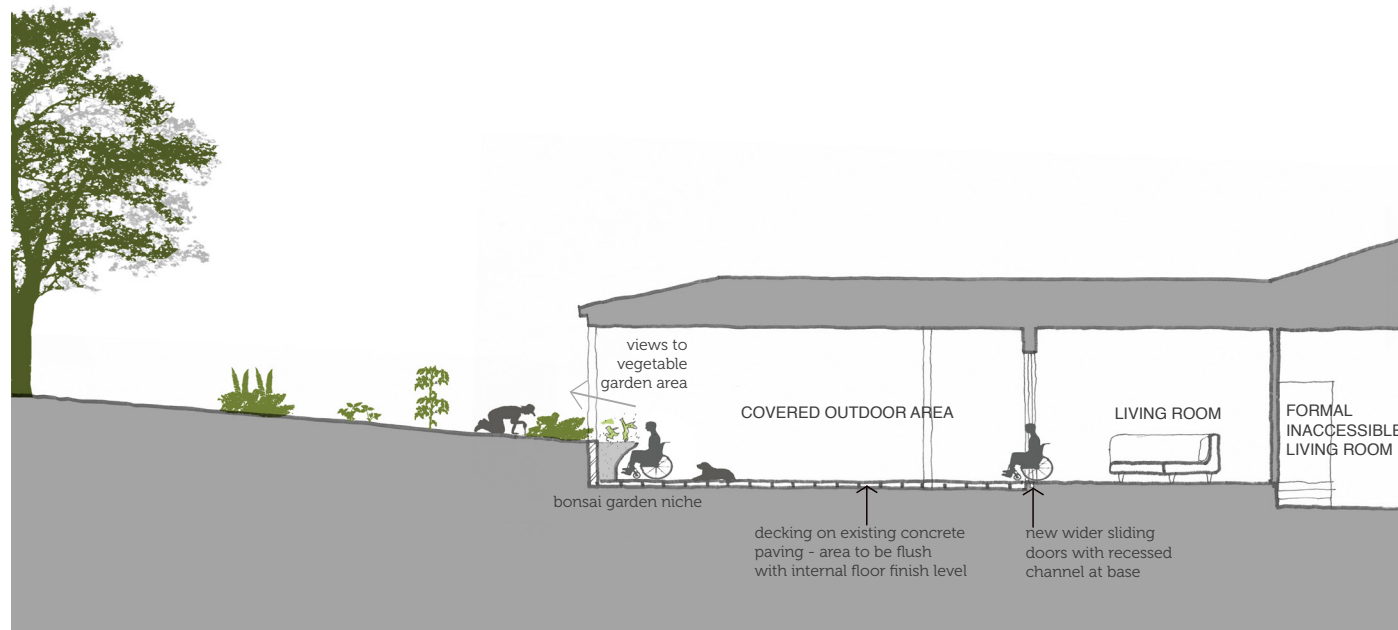 views to
vegetable
garden area
COVERED OUTDOOR AREA
LIVING ROOM
FORMAL
INACCESSIBLE
LIVING ROOM
bonsai garden niche
decking on existing concrete
paving - area to be flush
with internal floor finish level
new wider sliding
doors with recessed
channel at base